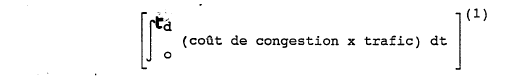 [∫ t_d o (coût de congestion x trafic) dt ] (1)